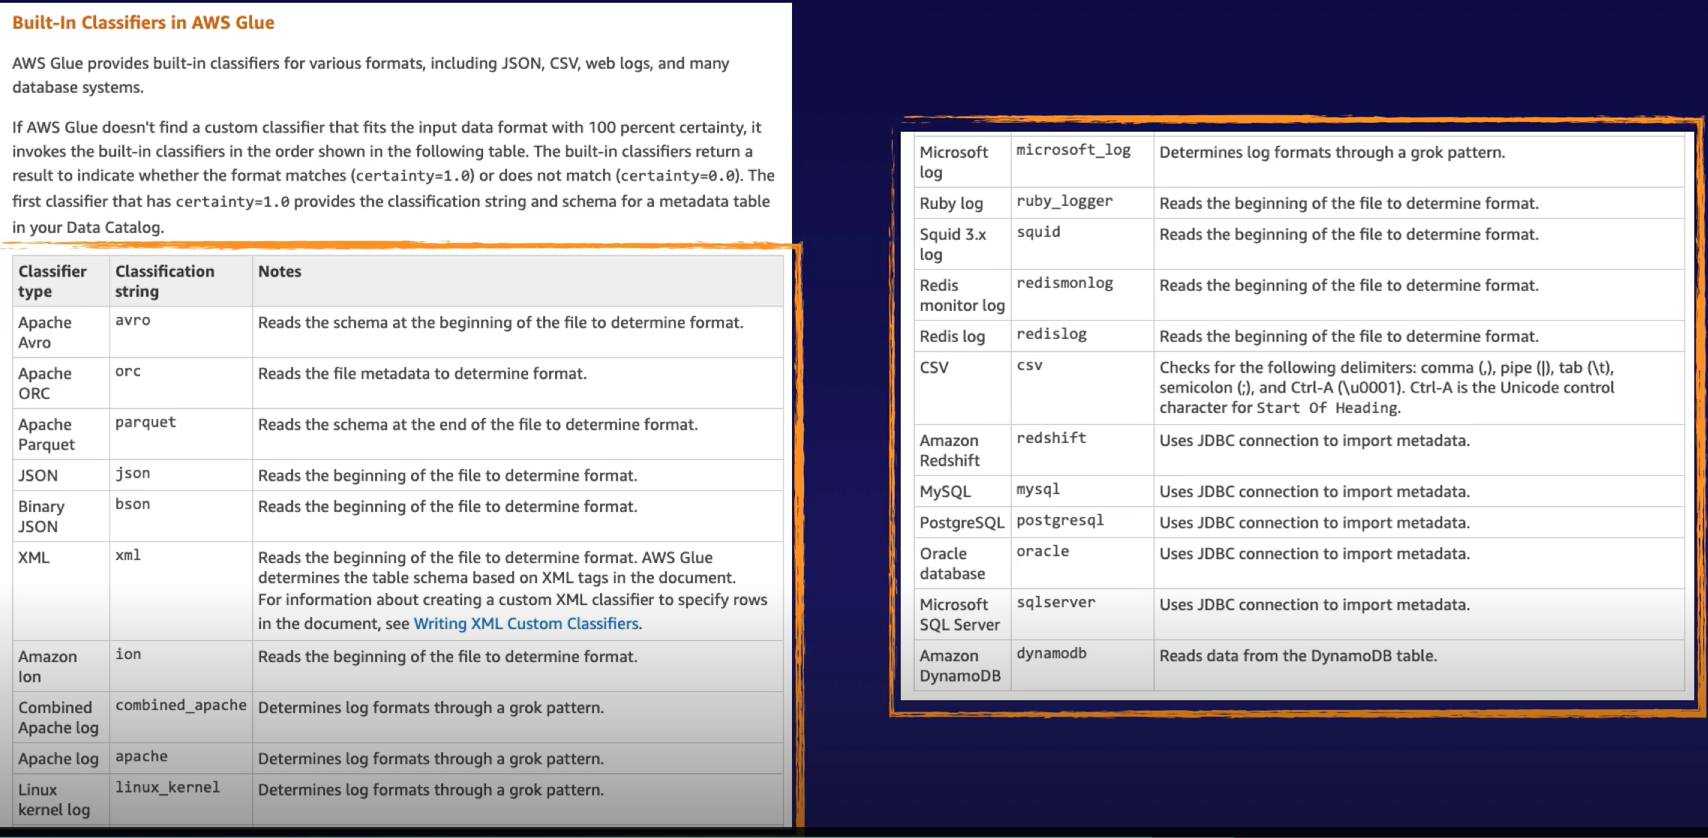 Built-In Classifiers in AWS Glue
AWS Glue provides built-in classifiers for various formats, including JSON, CSV, web logs, and many
database systems.
If AWS Glue doesn't find a custom classifier that fits the input data format with 100 percent certainty, it
invokes the built-in classifiers in the order shown in the following table. The built-in classifiers return a
result to indicate whether the format matches (certainty=1.0) or does not match (certainty=0.0). The
first classifier that has certainty=1.0 provides the classification string and schema for a metadata table
in your Data Catalog.
Classifier type Classification string Notes
Apache Avro avro Reads the schema at the beginning of the file to determine format.
Apache ORC orc Reads the file metadata to determine format.
Apache Parquet parquet Reads the schema at the end of the file to determine format.
JSON json Reads the beginning of the file to determine format.
Binary JSON bson Reads the beginning of the file to determine format.
XML xml Reads the beginning of the file to determine format. AWS Glue
determines the table schema based on XML tags in the document.
For information about creating a custom XML classifier to specify rows
in the document, see Writing XML Custom Classifiers.
Amazon Ion ion Reads the beginning of the file to determine format.
Combined Apache log combined_apache Determines log formats through a grok pattern.
Apache log apache Determines log formats through a grok pattern.
Linux kernel log linux_kernel Determines log formats through a grok pattern.
Microsoft log microsoft_log Determines log formats through a grok pattern.
Ruby log ruby_logger Reads the beginning of the file to determine format.
Squid 3.x log squid Reads the beginning of the file to determine format.
Redis monitor log redismonlog Reads the beginning of the file to determine format.
Redis log redislog Reads the beginning of the file to determine format.
CSV csv Checks for the following delimiters: comma (,), pipe (|), tab (\t),
semicolon (;), and Ctrl-A (\u0001). Ctrl-A is the Unicode control
character for Start Of Heading.
Amazon Redshift redshift Uses JDBC connection to import metadata.
MySQL mysql Uses JDBC connection to import metadata.
PostgreSQL postgresql Uses JDBC connection to import metadata.
Oracle database oracle Uses JDBC connection to import metadata.
Microsoft SQL Server sqlserver Uses JDBC connection to import metadata.
Amazon DynamoDB dynamodb Reads data from the DynamoDB table.